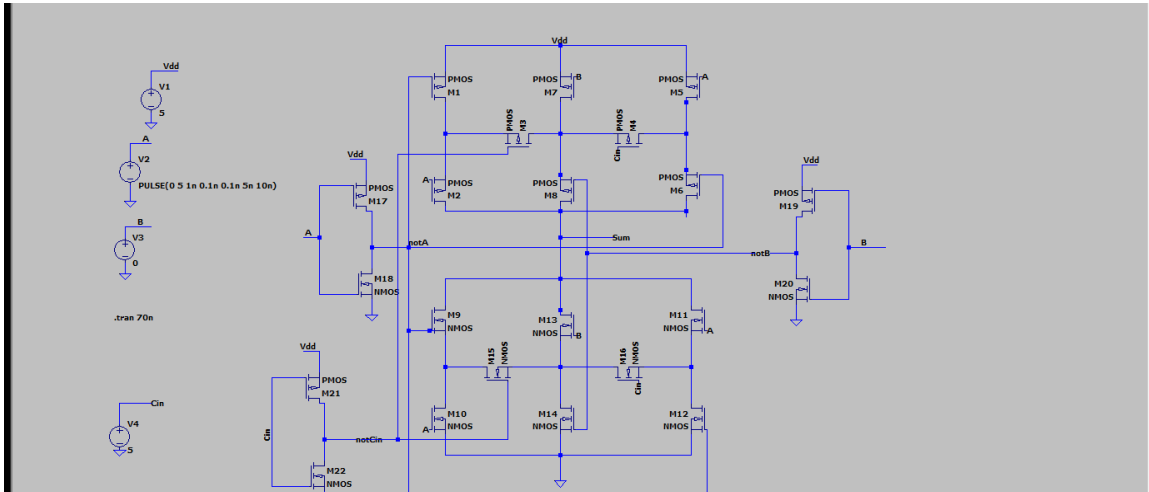 Vdd
V1
5
A
V2
PULSE(0 5 1n 0.1n 0.1n 5n 10n)
B
V3
0
.tran 70n
Cin
V4
5
Vdd
PMOS
M1
PMOS
M7
B
PMOS
M5
A
PMOS
M3
PMOS
M4
Cin
A
PMOS
M2
PMOS
M8
PMOS
M6
Vdd
PMOS
M17
A
notA
M18
NMOS
Sum
Vdd
PMOS
M19
B
notB
M20
NMOS
M9
NMOS
M13
NMOS
B
M11
NMOS
A
M15
NMOS
M16
NMOS
Cin
M10
NMOS
A
M14
NMOS
M12
NMOS
Vdd
PMOS
M21
Cin
notCin
M22
NMOS